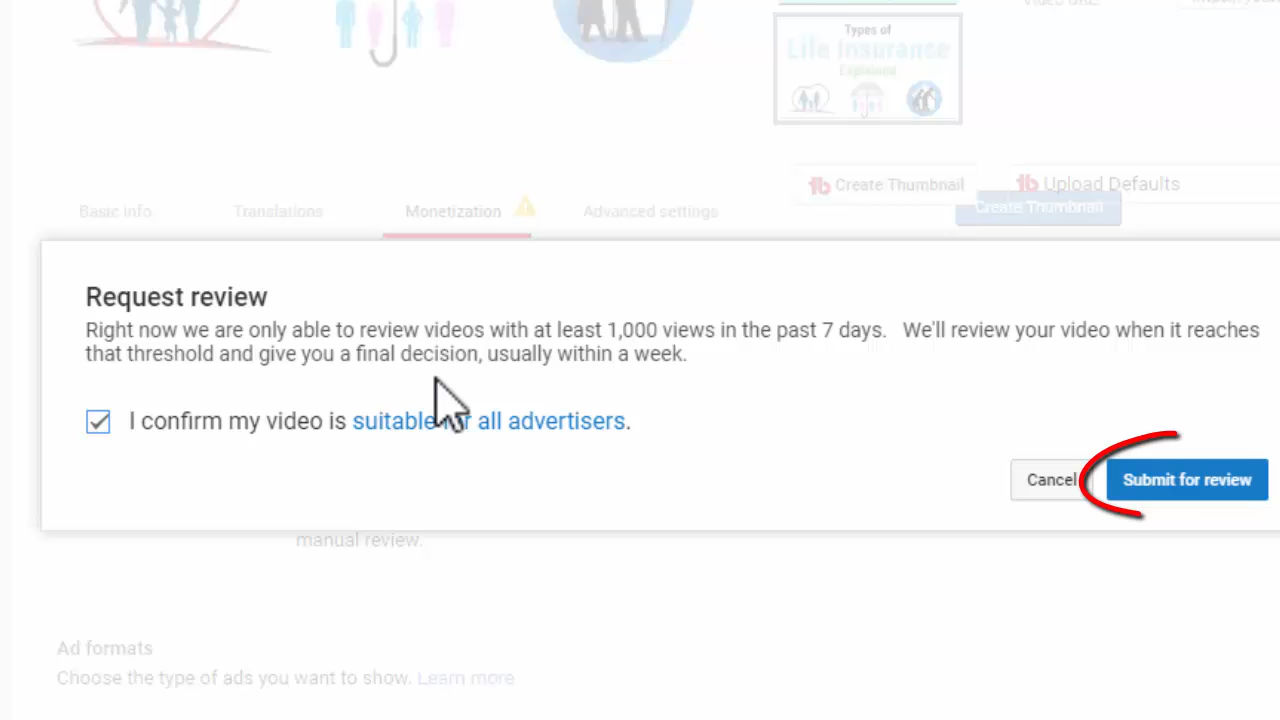 Video URL:
Types of
Life Insurance
Explained
Create Thumbnail
Upload Defaults
Create Thumbnail
Basic info
Translations
Monetization
Advanced settings
Request review
Right now we are only able to review videos with at least 1,000 views in the past 7 days. We'll review your video when it reaches
that threshold and give you a final decision, usually within a week.
I confirm my video is suitable for all advertisers.
Cancel
Submit for review
manual review.
Ad formats
Choose the type of ads you want to show. Learn more